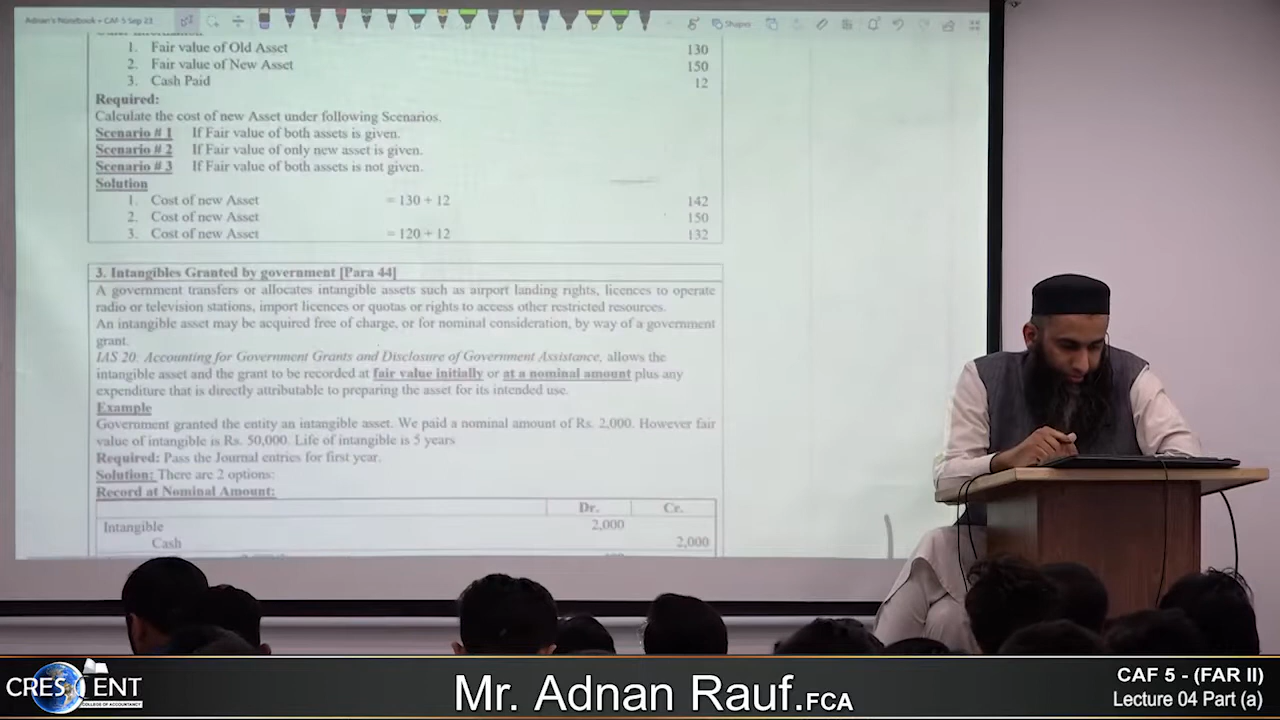 Adnan's Notebook » CAF-5 Sep 23
Shapes
1. Fair value of Old Asset 130
2. Fair value of New Asset 150
3. Cash Paid 12
Required:
Calculate the cost of new Asset under following Scenarios.
Scenario # 1 If Fair value of both assets is given.
Scenario # 2 If Fair value of only new asset is given.
Scenario # 3 If Fair value of both assets is not given.
Solution
1. Cost of new Asset = 130 + 12 142
2. Cost of new Asset 150
3. Cost of new Asset = 120 + 12 132
3. Intangibles Granted by government [Para 44]
A government transfers or allocates intangible assets such as airport landing rights, licences to operate
radio or television stations, import licences or quotas or rights to access other restricted resources.
An intangible asset may be acquired free of charge, or for nominal consideration, by way of a government
grant.
IAS 20: Accounting for Government Grants and Disclosure of Government Assistance, allows the
intangible asset and the grant to be recorded at fair value initially or at a nominal amount plus any
expenditure that is directly attributable to preparing the asset for its intended use.
Example
Government granted the entity an intangible asset. We paid a nominal amount of Rs. 2,000. However fair
value of intangible is Rs. 50,000. Life of intangible is 5 years
Required: Pass the Journal entries for first year.
Solution: There are 2 options:
Record at Nominal Amount:
Dr. Cr.
Intangible 2,000
Cash 2,000
CRESCENT
COLLEGE OF ACCOUNTANCY
Mr. Adnan Rauf.FCA
CAF 5 - (FAR II)
Lecture 04 Part (a)